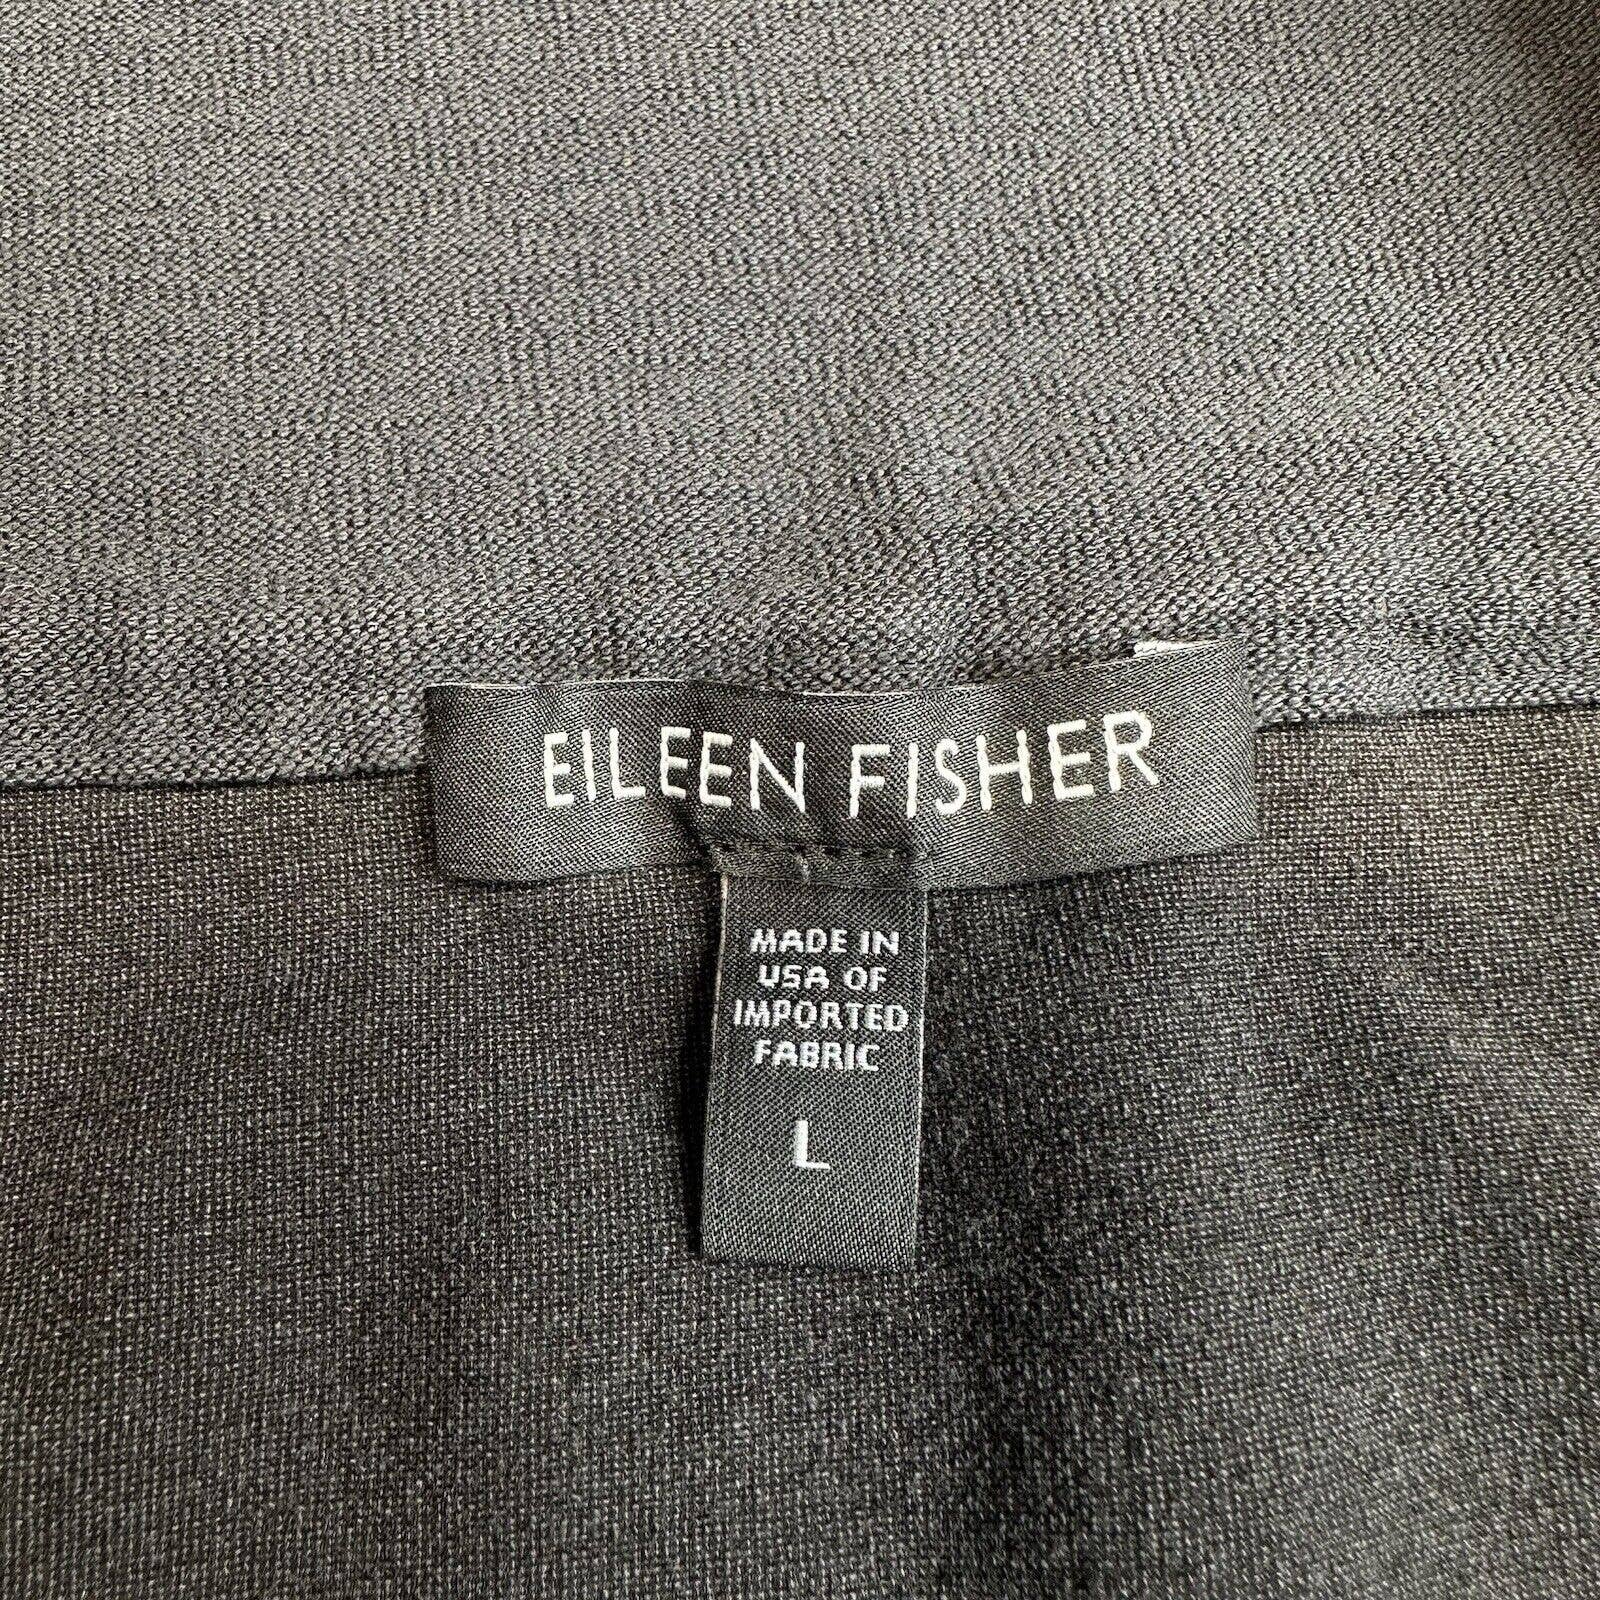 EILEEN FISHER
MADE IN
USA OF
IMPORTED
FABRIC
L